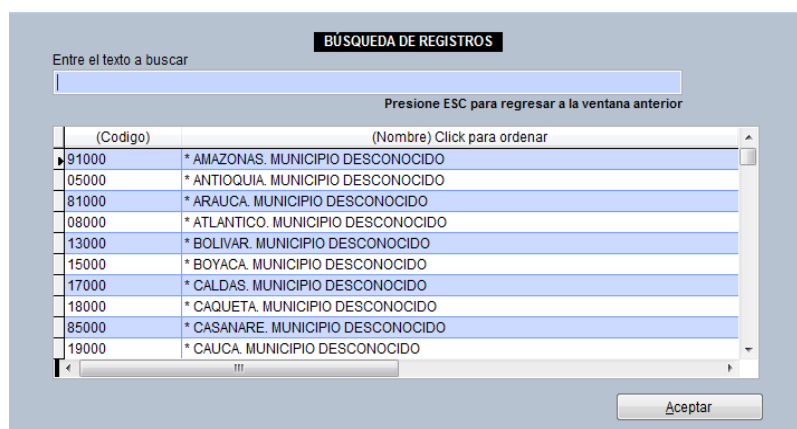 BÚSQUEDA DE REGISTROS
Entre el texto a buscar
Presione ESC para regresar a la ventana anterior
(Codigo) (Nombre) Click para ordenar
91000 * AMAZONAS. MUNICIPIO DESCONOCIDO
05000 * ANTIOQUIA. MUNICIPIO DESCONOCIDO
81000 * ARAUCA. MUNICIPIO DESCONOCIDO
08000 * ATLANTICO. MUNICIPIO DESCONOCIDO
13000 * BOLIVAR. MUNICIPIO DESCONOCIDO
15000 * BOYACA. MUNICIPIO DESCONOCIDO
17000 * CALDAS. MUNICIPIO DESCONOCIDO
18000 * CAQUETA. MUNICIPIO DESCONOCIDO
85000 * CASANARE. MUNICIPIO DESCONOCIDO
19000 * CAUCA. MUNICIPIO DESCONOCIDO
Aceptar